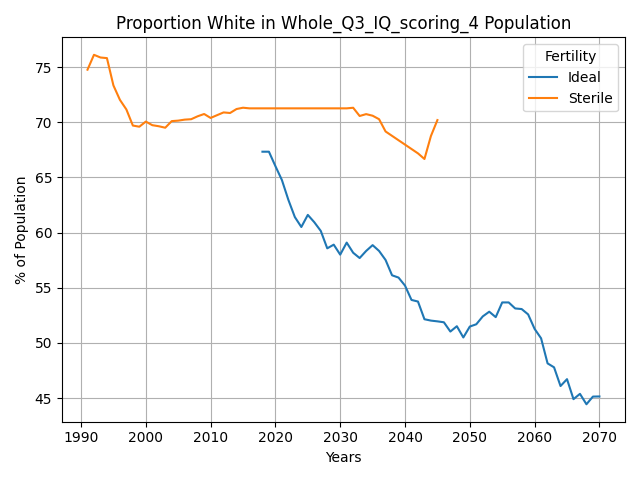 Proportion White in Whole_Q3_IQ_scoring_4 Population
Fertility
Ideal
Sterile
% of Population
75
70
65
60
55
50
45
1990 2000 2010 2020 2030 2040 2050 2060 2070
Years